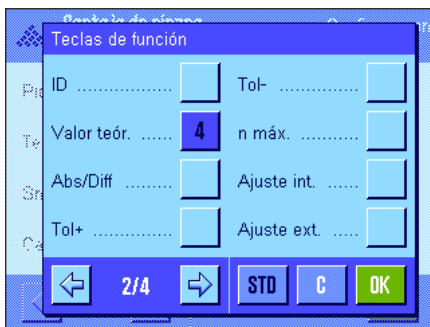 Teclas de función
ID ................
Tol- .............
Valor teór. ......
4
n máx. ...........
Abs/Diff .........
Ajuste int. .....
Tol+ .............
Ajuste ext. .....
2/4
STD
C
OK